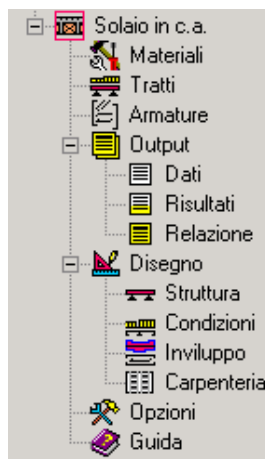 Solaio in c.a.
Materiali
Tratti
Armature
Output
Dati
Risultati
Relazione
Disegno
Struttura
Condizioni
Inviluppo
Carpenteria
Opzioni
Guida